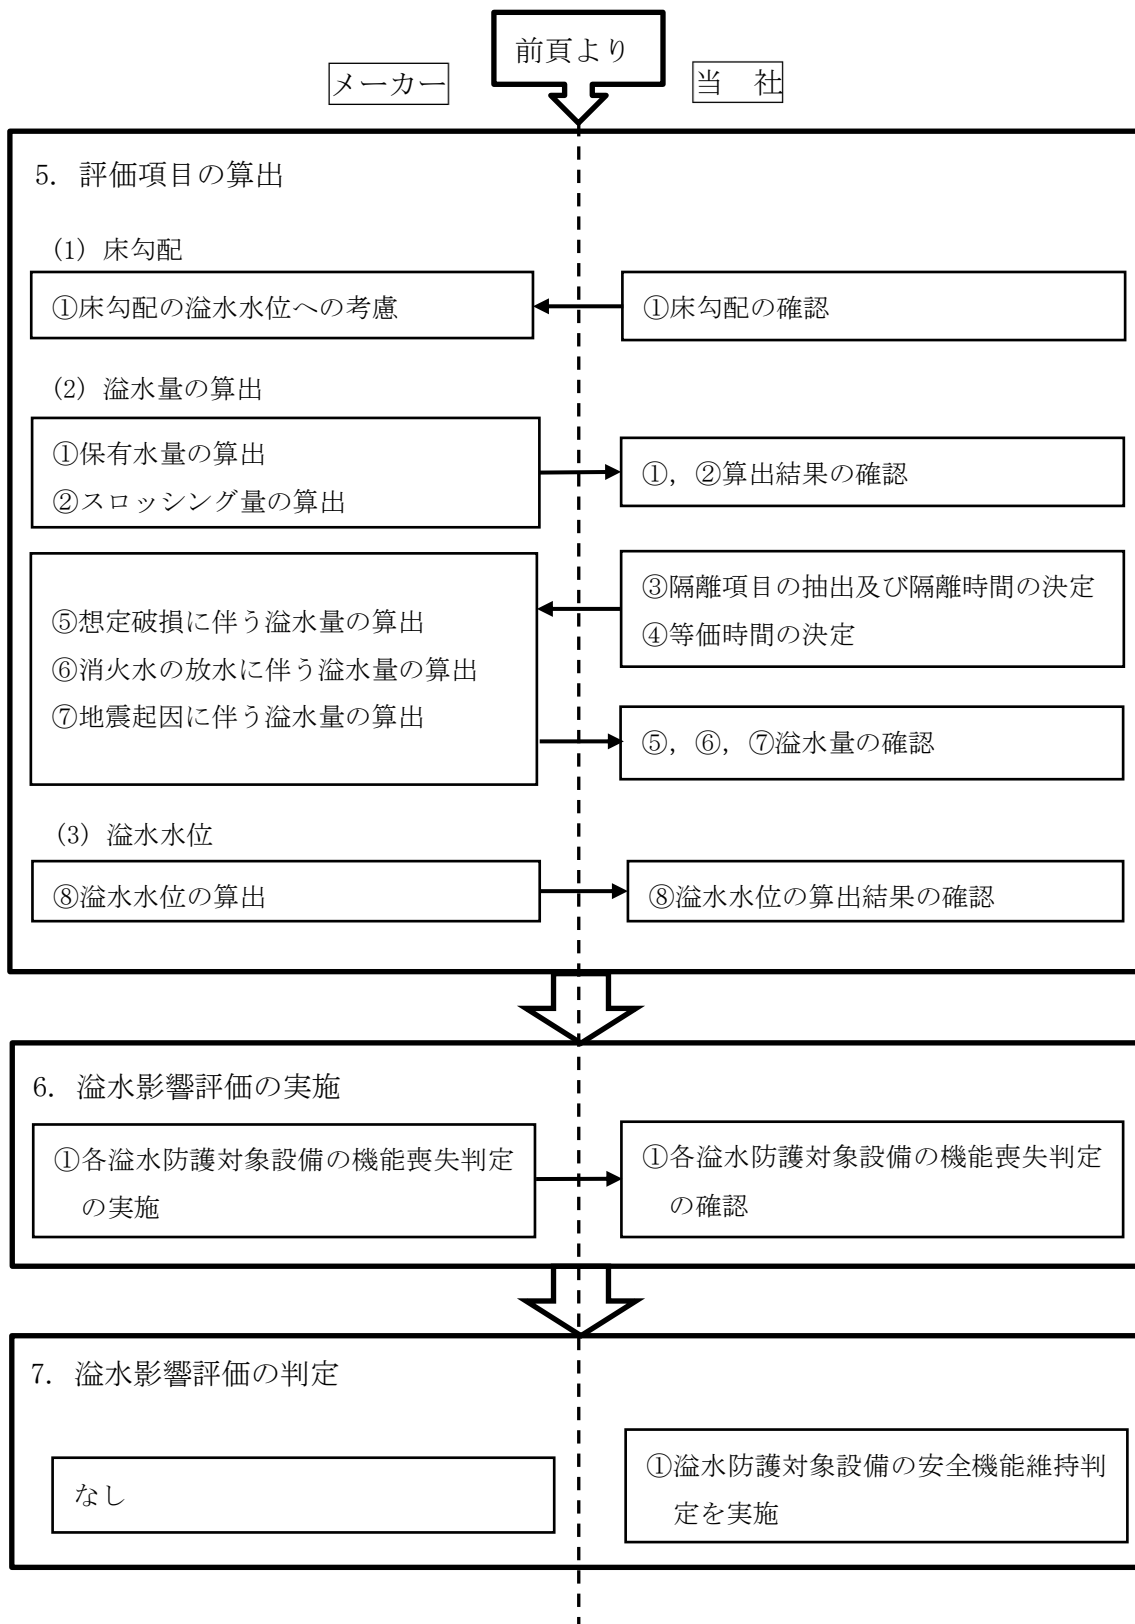 前頁より
メーカー
当 社
5. 評価項目の算出
(1) 床勾配
①床勾配の溢水水位への考慮
①床勾配の確認
(2) 溢水量の算出
①保有水量の算出
②スロッシング量の算出
①, ②算出結果の確認
③隔離項目の抽出及び隔離時間の決定
④等価時間の決定
⑤想定破損に伴う溢水量の算出
⑥消火水の放水に伴う溢水量の算出
⑦地震起因に伴う溢水量の算出
⑤, ⑥, ⑦溢水量の確認
(3) 溢水水位
⑧溢水水位の算出
⑧溢水水位の算出結果の確認
6. 溢水影響評価の実施
①各溢水防護対象設備の機能喪失判定
の実施
①各溢水防護対象設備の機能喪失判定
の確認
7. 溢水影響評価の判定
なし
①溢水防護対象設備の安全機能維持判
定を実施